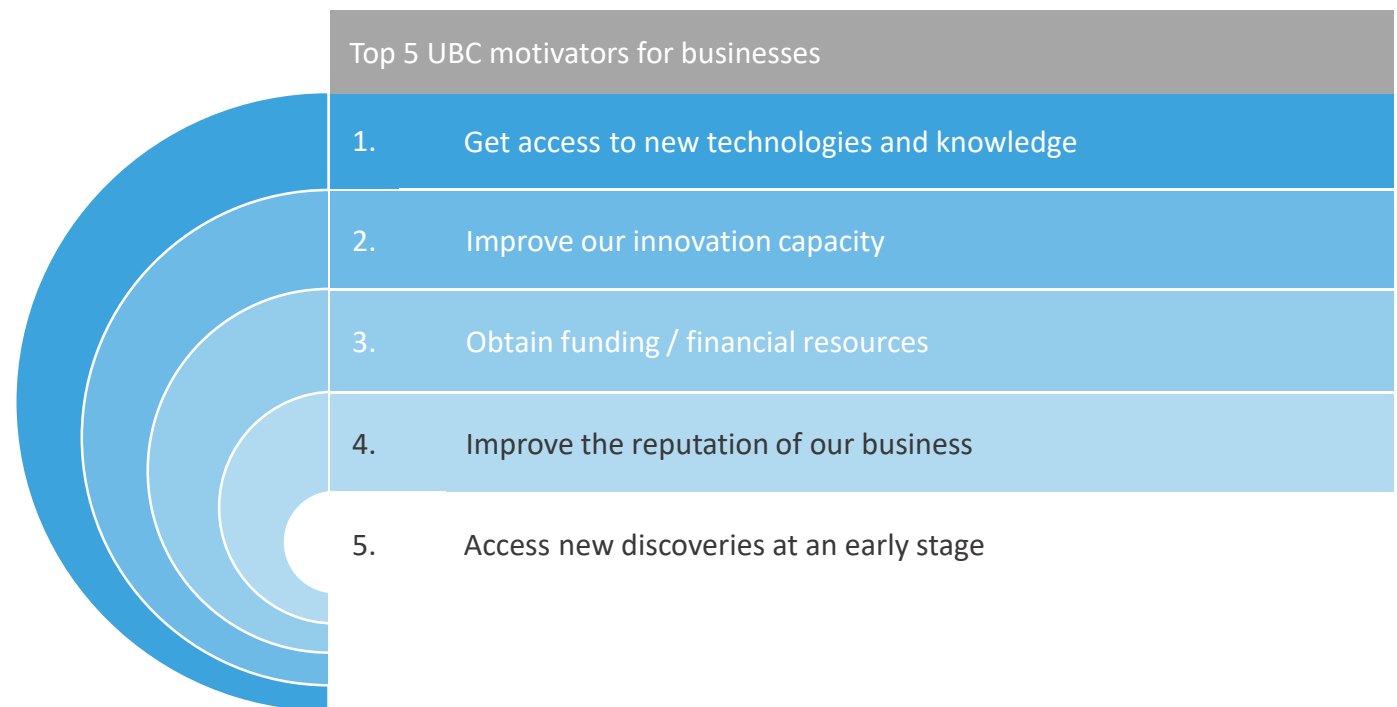 Top 5 UBC motivators for businesses
1. Get access to new technologies and knowledge
2. Improve our innovation capacity
3. Obtain funding / financial resources
4. Improve the reputation of our business
5. Access new discoveries at an early stage